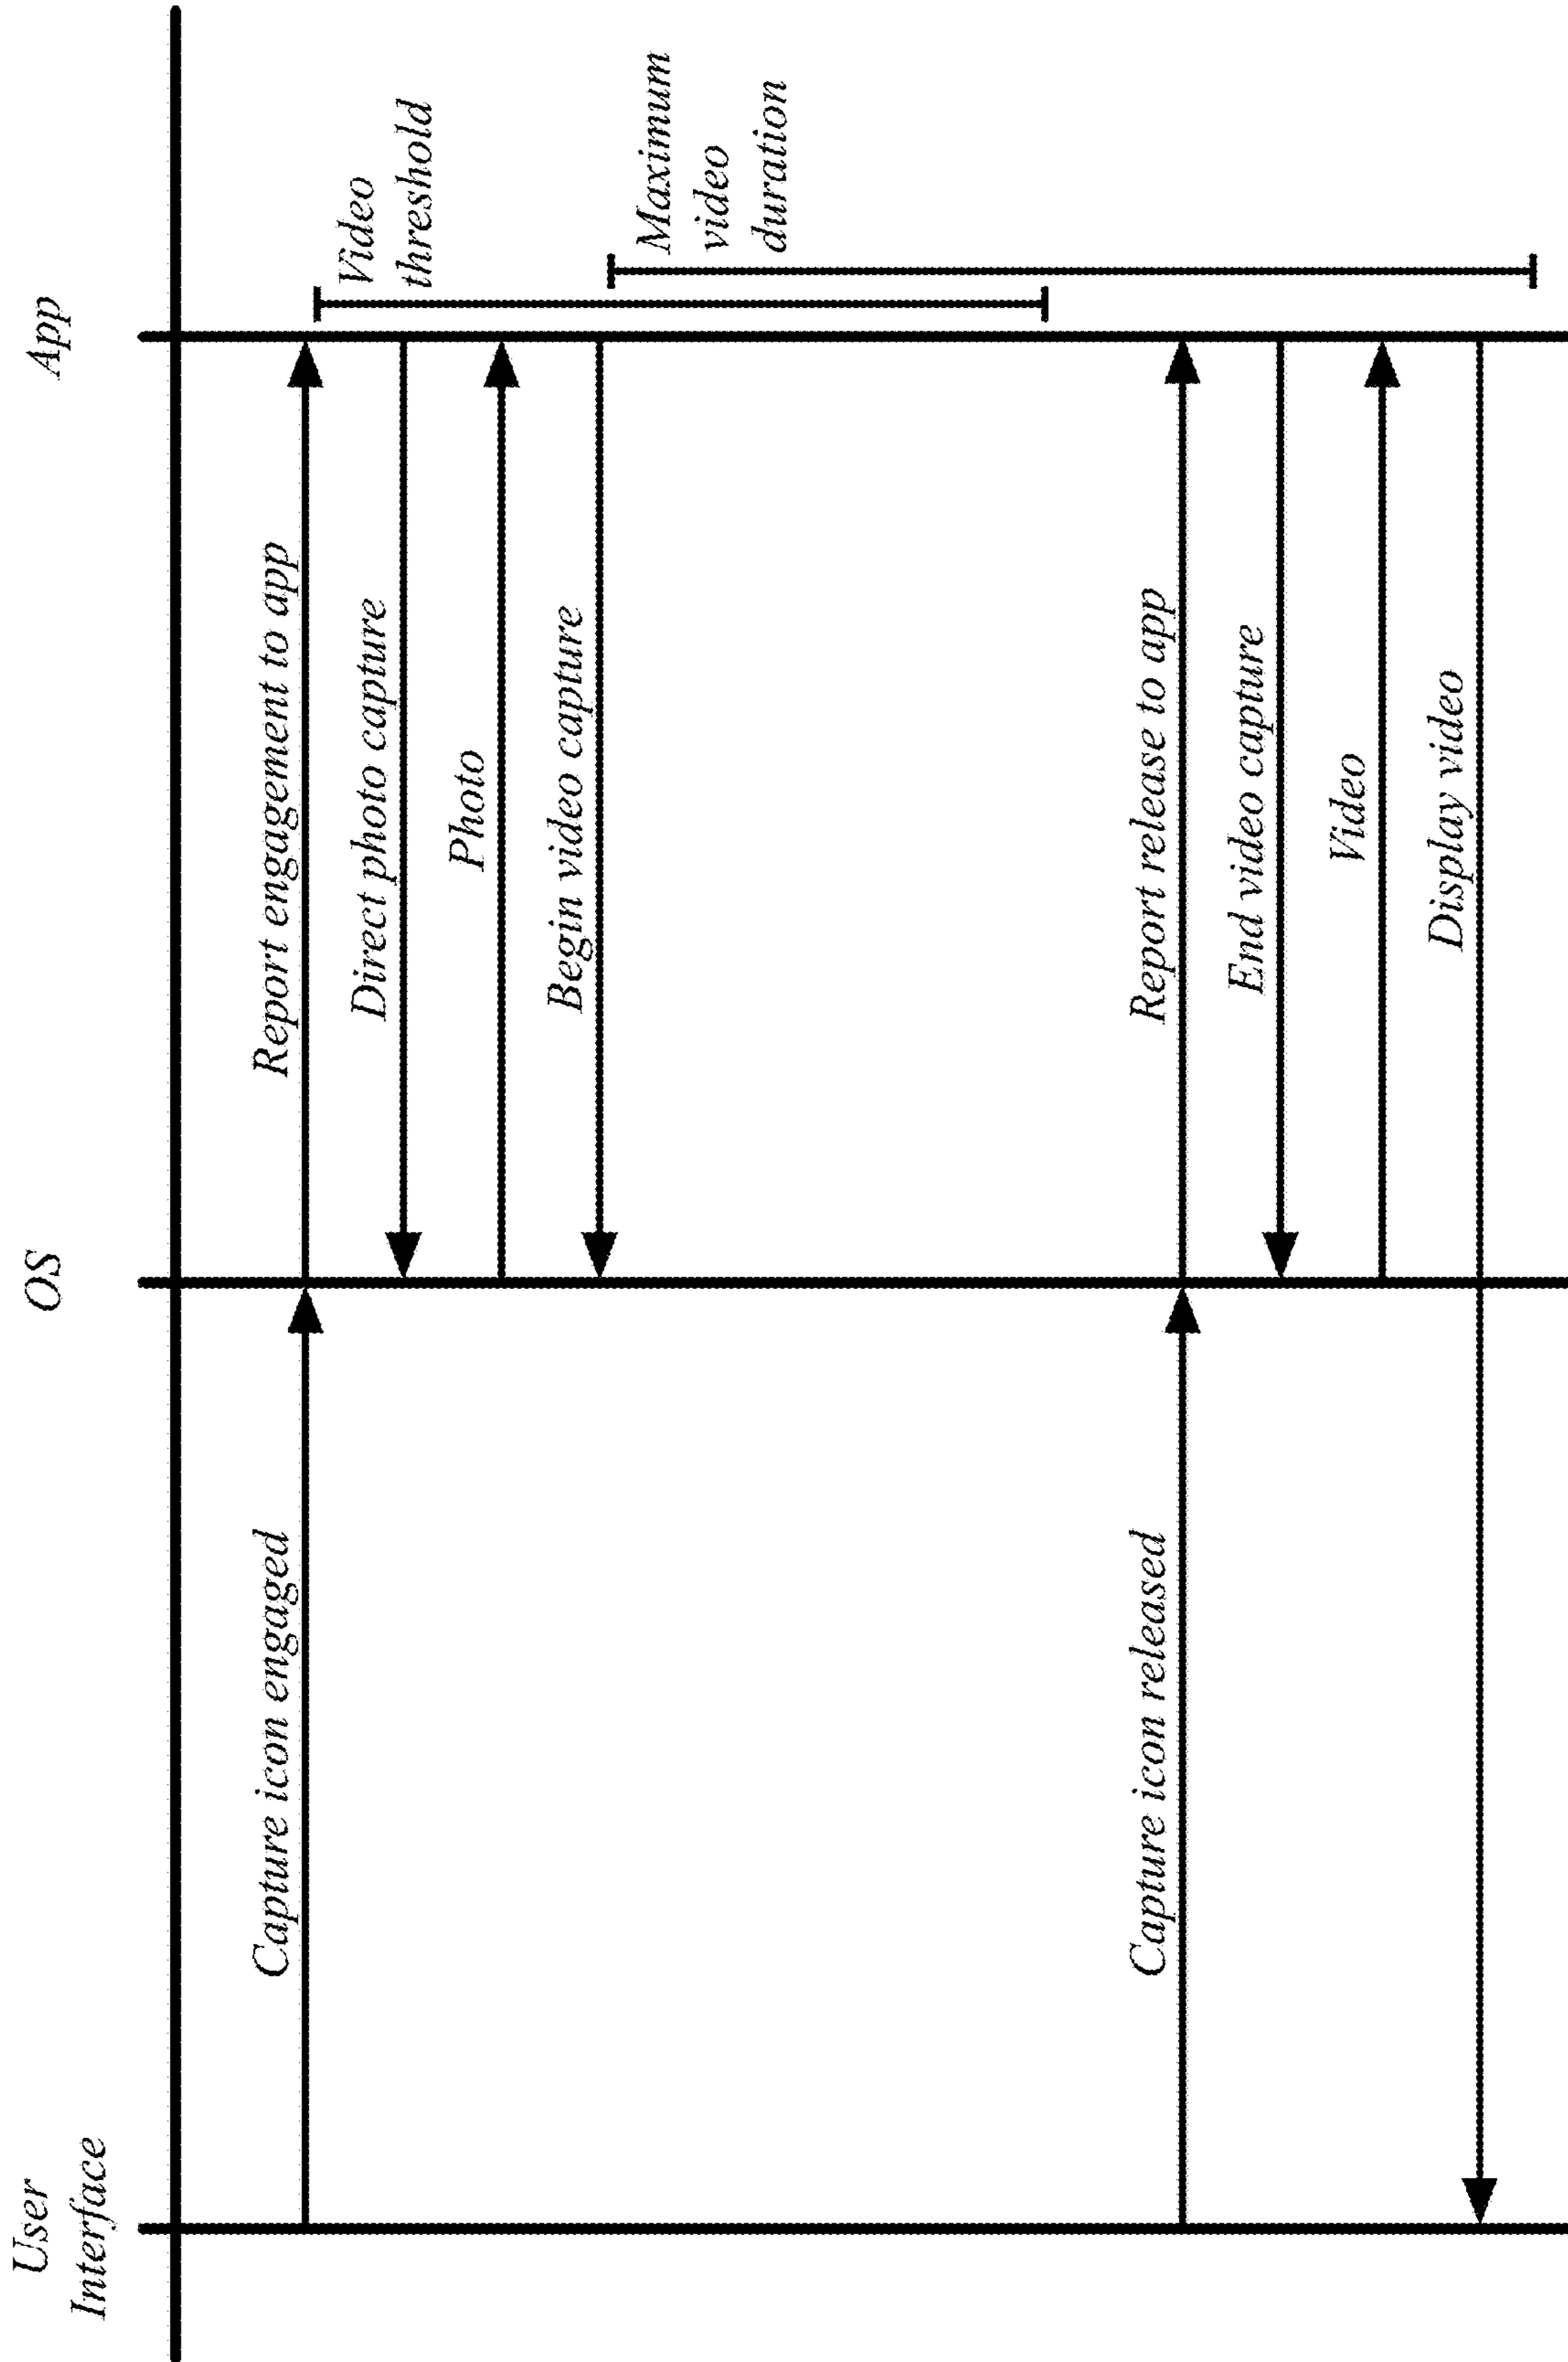 User
Interface
OS
App
Capture icon engaged
Report engagement to app
Direct photo capture
Photo
Begin video capture
Video
threshold
Maximum
video
duration
Capture icon released
Report release to app
End video capture
Video
Display video